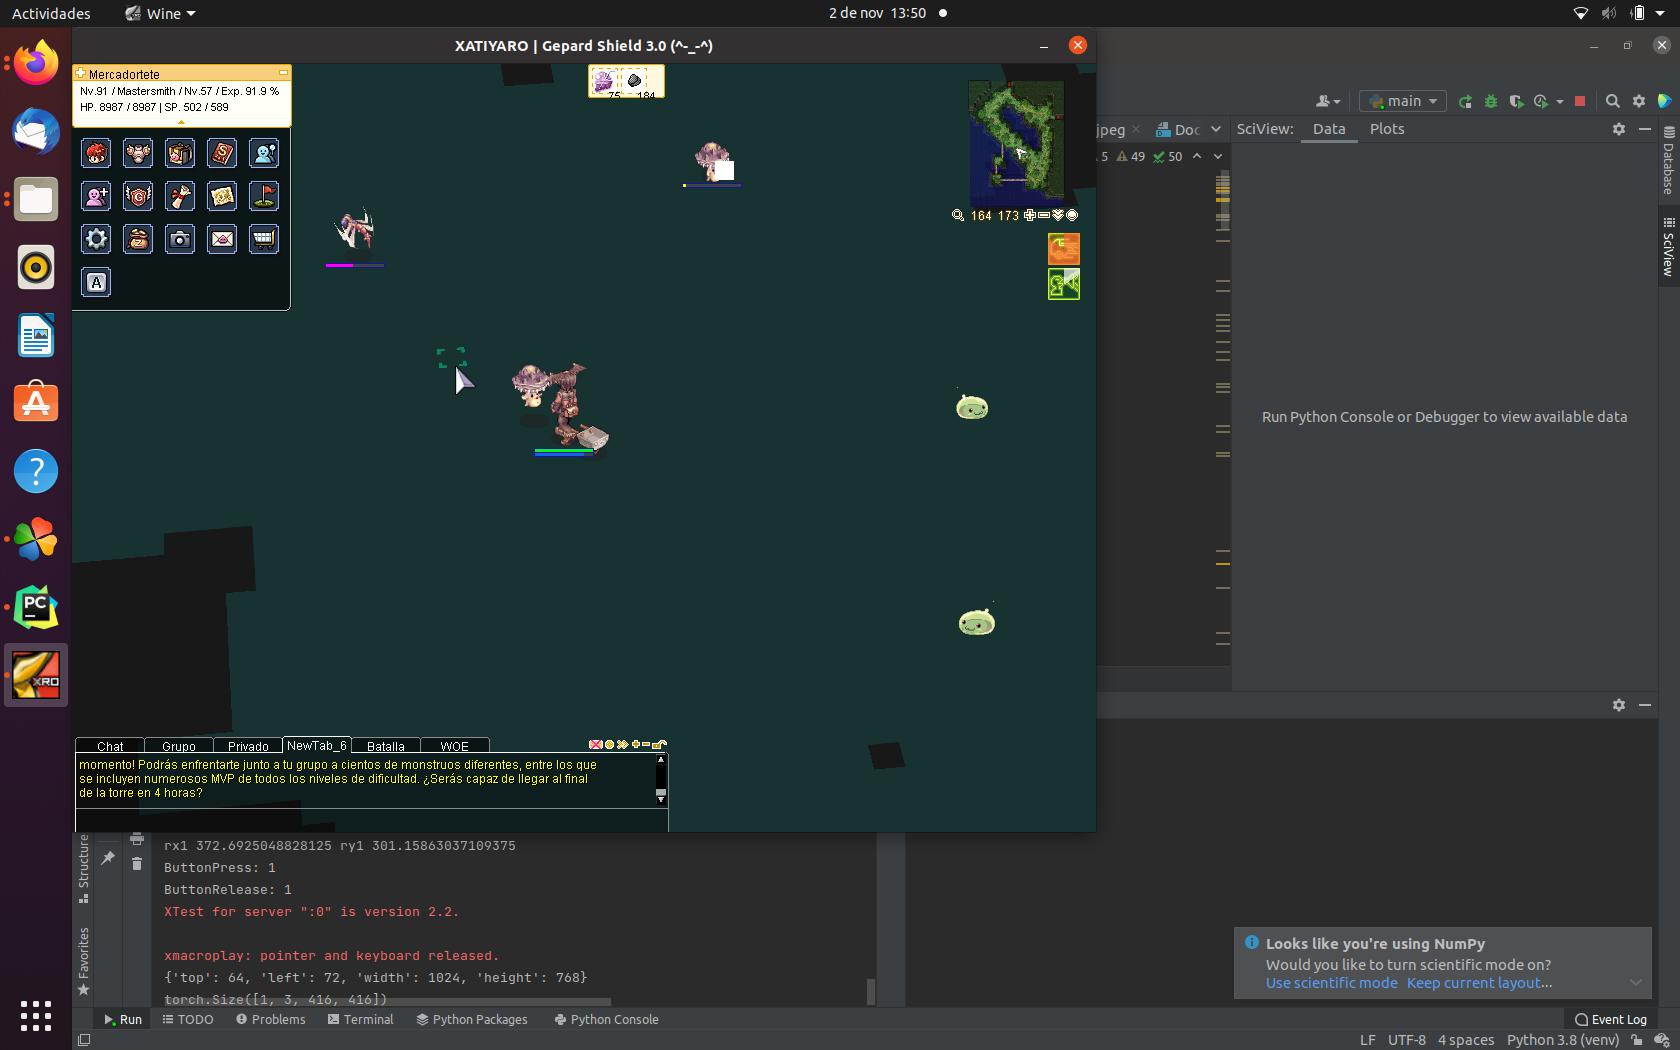 Actividades
Wine
2 de nov 13:50
XATIYARO | Gepard Shield 3.0 (^-_-^)
Mercadortete
Nv.91 / Mastersmith / Nv.57 / Exp. 91.9 %
HP. 8987 / 8987 | SP. 502 / 589
75
184
A
164 173
main
jpeg
Doc
SciView:
Data
Plots
5
49
50
Database
SciView
Run Python Console or Debugger to view available data
PC
XRO
Chat
Grupo
Privado
NewTab_6
Batalla
WOE
momento! Podrás enfrentarte junto a tu grupo a cientos de monstruos diferentes, entre los que
se incluyen numerosos MVP de todos los niveles de dificultad. ¿Serás capaz de llegar al final
de la torre en 4 horas?
Structure
Favorites
rx1 372.6925048828125 ry1 301.15863037109375
ButtonPress: 1
ButtonRelease: 1
XTest for server ":0" is version 2.2.
xmacroplay: pointer and keyboard released.
{'top': 64, 'left': 72, 'width': 1024, 'height': 768}
torch.Size([1, 3, 416, 416])
Looks like you're using NumPy
Would you like to turn scientific mode on?
Use scientific mode Keep current layout...
Run
TODO
Problems
Terminal
Python Packages
Python Console
Event Log
LF UTF-8 4 spaces Python 3.8 (venv)